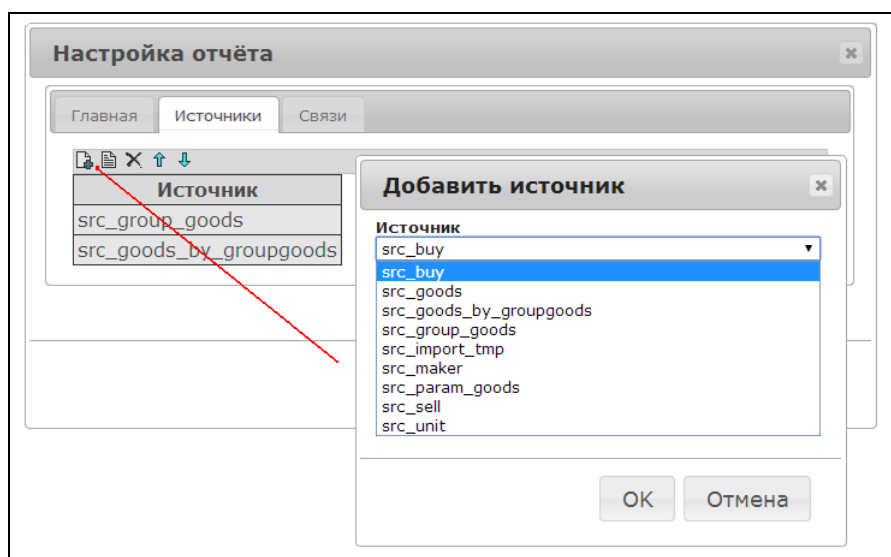 Настройка отчёта
Главная Источники Связи
Источник
src_group_goods
src_goods_by_groupgoods
Добавить источник
Источник
src_buy
src_buy
src_goods
src_goods_by_groupgoods
src_group_goods
src_import_tmp
src_maker
src_param_goods
src_sell
src_unit
OK Отмена